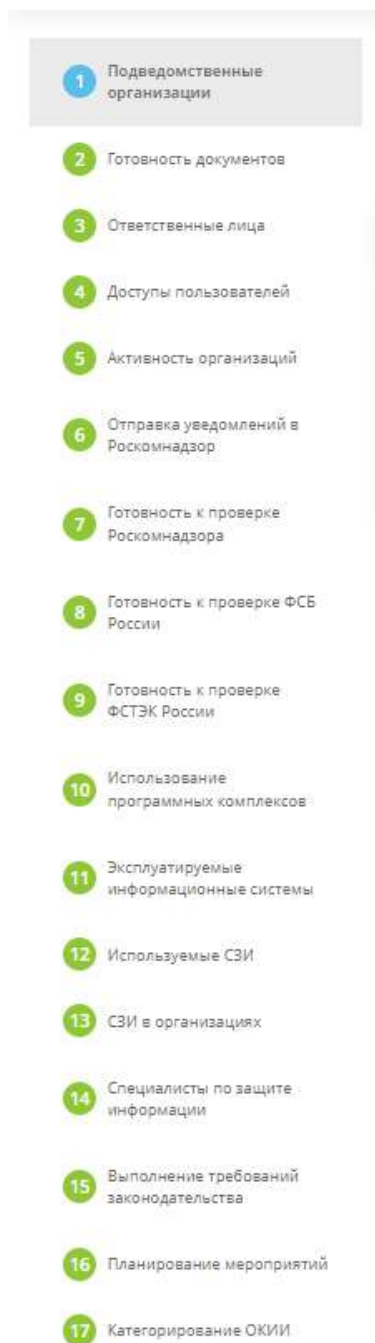 1 Подведомственные
организации
2 Готовность документов
3 Ответственные лица
4 Доступы пользователей
5 Активность организаций
6 Отправка уведомлений в
Роскомнадзор
7 Готовность к проверке
Роскомнадзора
8 Готовность к проверке ФСБ
России
9 Готовность к проверке
ФСТЭК России
10 Использование
программных комплексов
11 Эксплуатируемые
информационные системы
12 Используемые СЗИ
13 СЗИ в организациях
14 Специалисты по защите
информации
15 Выполнение требований
законодательства
16 Планирование мероприятий
17 Категорирование ОКИИ